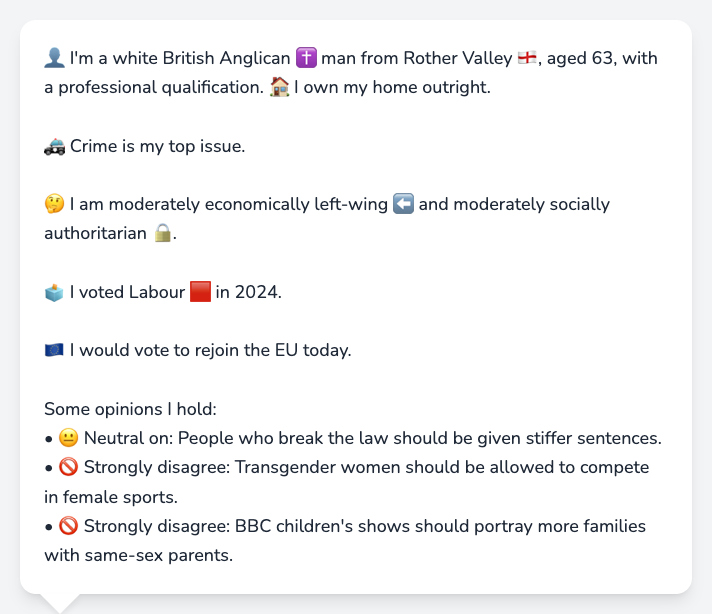 👤 I'm a white British Anglican ✝️ man from Rother Valley 🏴󠁧󠁢󠁥󠁮󠁧󠁿, aged 63, with
a professional qualification. 🏠 I own my home outright.
🚓 Crime is my top issue.
🤔 I am moderately economically left-wing ⬅️ and moderately socially
authoritarian 🔒.
🗳️ I voted Labour 🟥 in 2024.
🇪🇺 I would vote to rejoin the EU today.
Some opinions I hold:
• 😐 Neutral on: People who break the law should be given stiffer sentences.
• 🚫 Strongly disagree: Transgender women should be allowed to compete
in female sports.
• 🚫 Strongly disagree: BBC children's shows should portray more families
with same-sex parents.